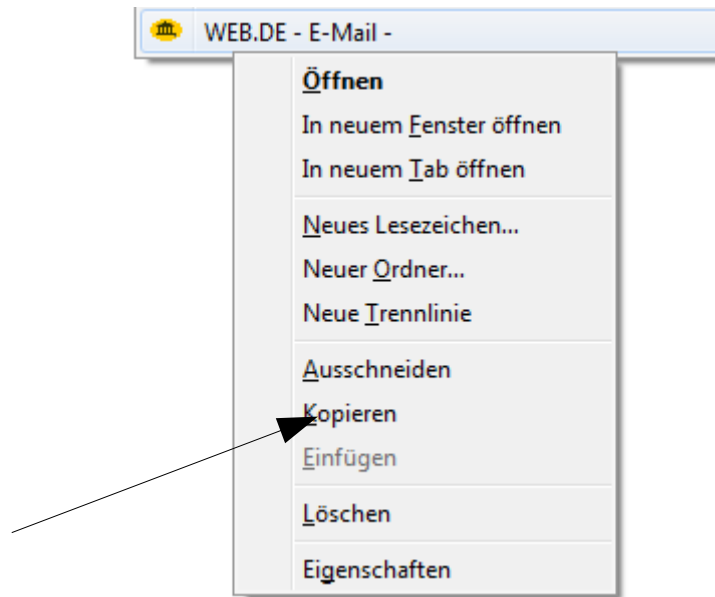 WEB.DE - E-Mail -
Öffnen
In neuem Fenster öffnen
In neuem Tab öffnen
Neues Lesezeichen...
Neuer Ordner...
Neue Trennlinie
Ausschneiden
Kopieren
Einfügen
Löschen
Eigenschaften